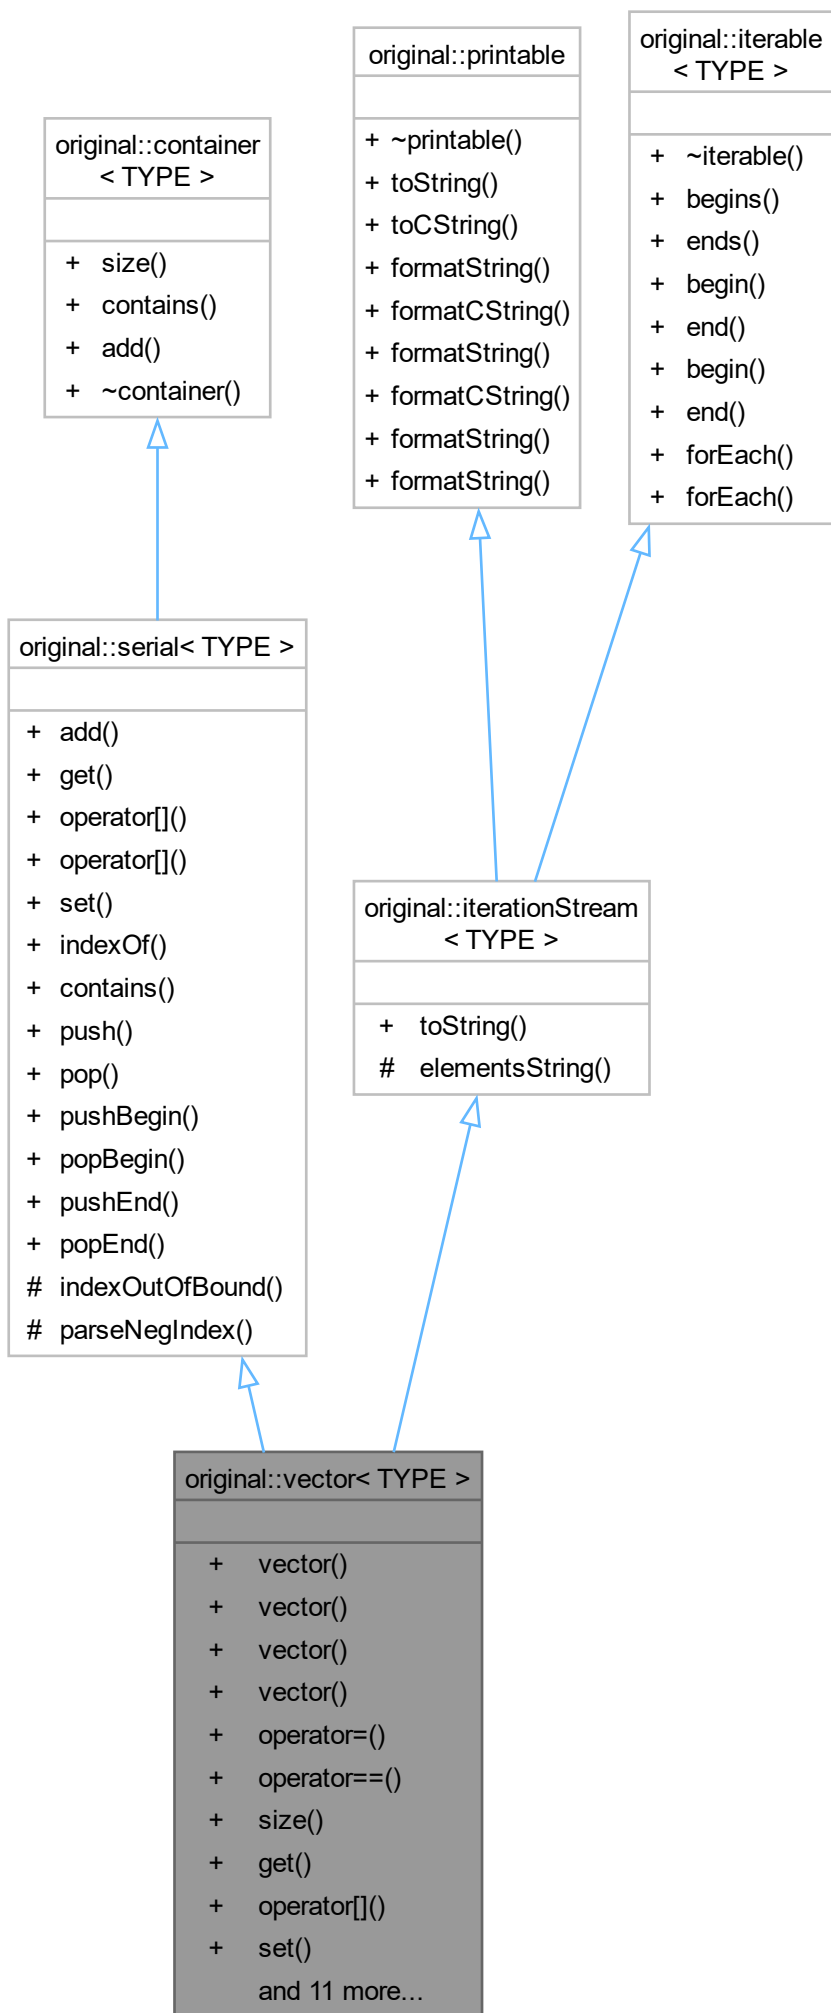 original::container
< TYPE >
+ size()
+ contains()
+ add()
+ ~container()
original::printable
+ ~printable()
+ toString()
+ toCString()
+ formatString()
+ formatCString()
+ formatString()
+ formatCString()
+ formatString()
+ formatString()
original::iterable
< TYPE >
+ ~iterable()
+ begins()
+ ends()
+ begin()
+ end()
+ begin()
+ end()
+ forEach()
+ forEach()
original::serial< TYPE >
+ add()
+ get()
+ operator[]()
+ operator[]()
+ set()
+ indexOf()
+ contains()
+ push()
+ pop()
+ pushBegin()
+ popBegin()
+ pushEnd()
+ popEnd()
# indexOutOfBound()
# parseNegIndex()
original::iterationStream
< TYPE >
+ toString()
# elementsString()
original::vector< TYPE >
+ vector()
+ vector()
+ vector()
+ vector()
+ operator=()
+ operator==()
+ size()
+ get()
+ operator[]()
+ set()
and 11 more...